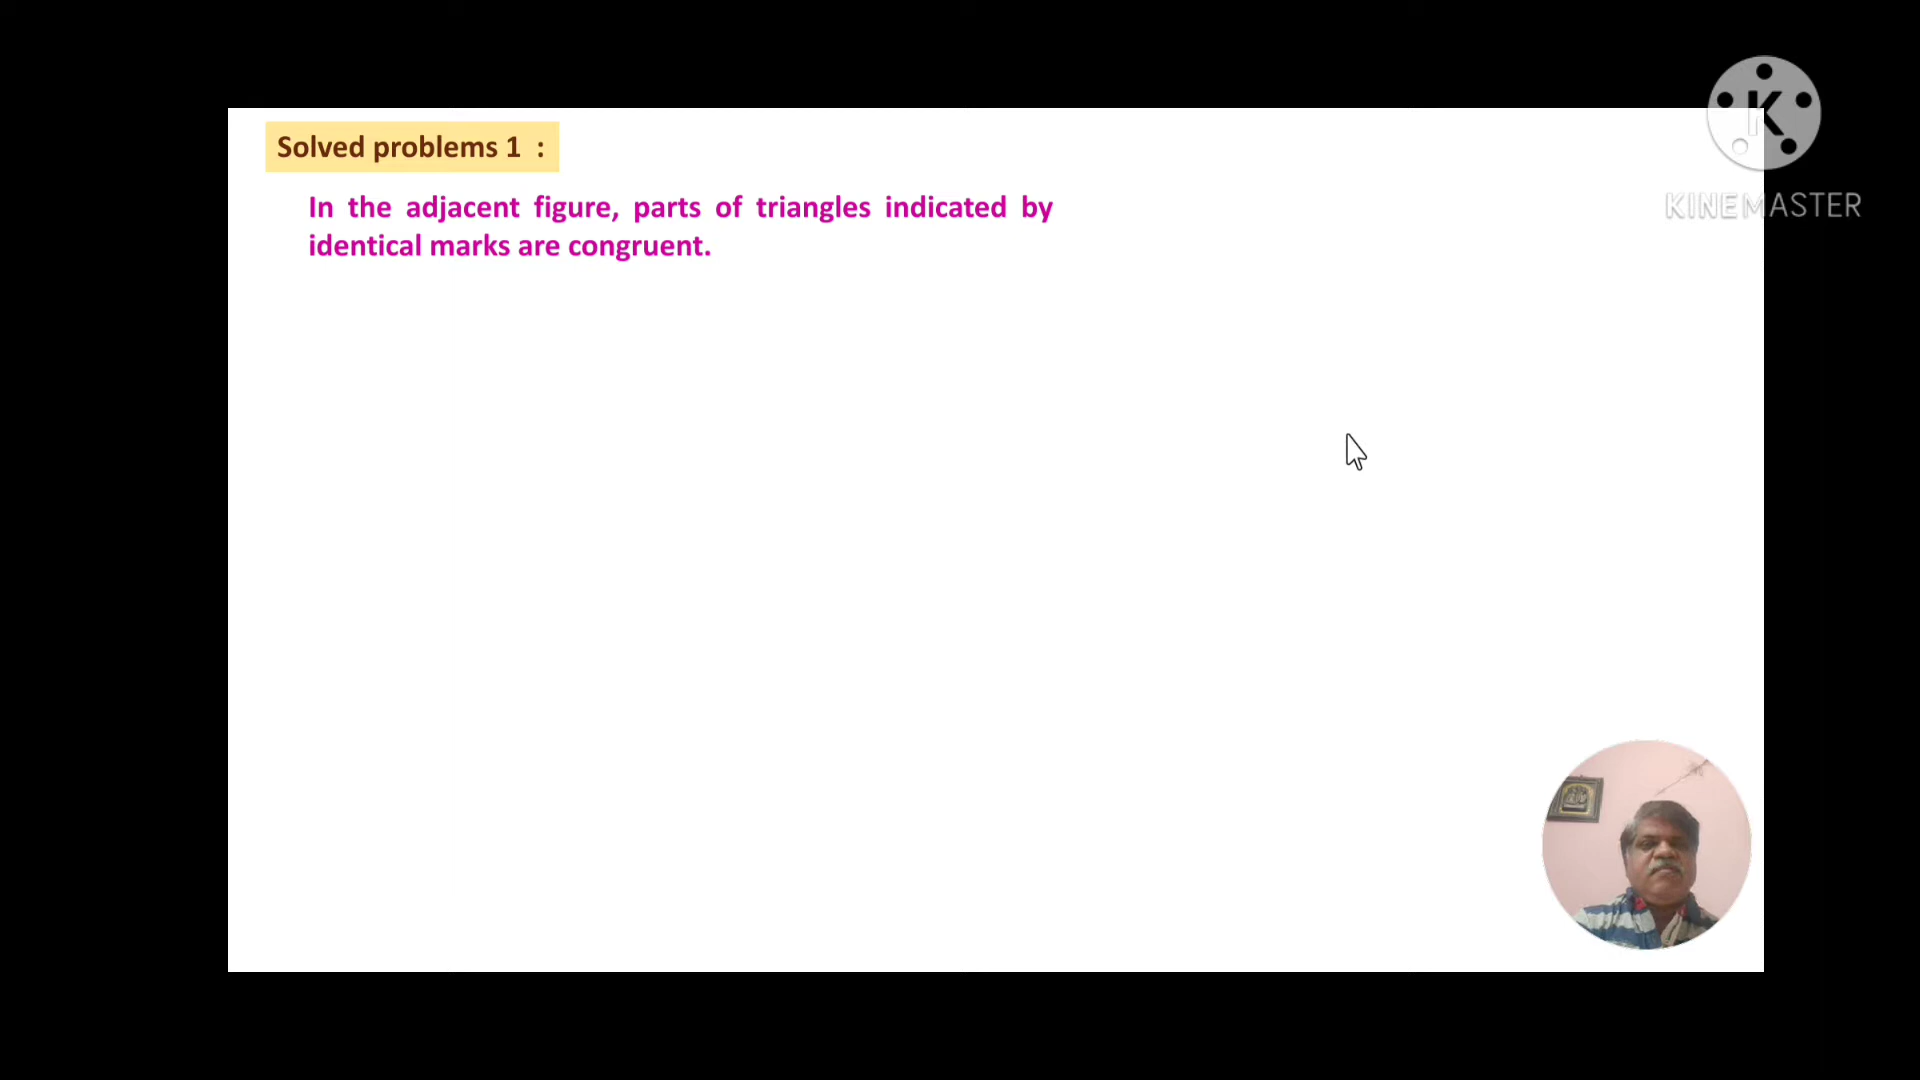 K
KINEMASTER
Solved problems 1 :
In the adjacent figure, parts of triangles indicated by
identical marks are congruent.